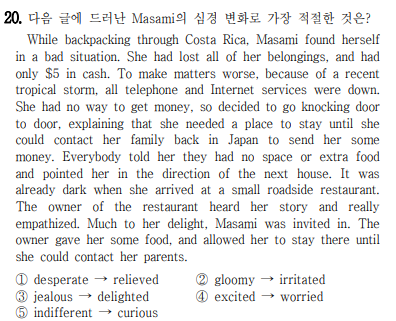 20. 다음 글에 드러난 Masami의 심경 변화로 가장 적절한 것은?
While backpacking through Costa Rica, Masami found herself
in a bad situation. She had lost all of her belongings, and had
only $5 in cash. To make matters worse, because of a recent
tropical storm, all telephone and Internet services were down.
She had no way to get money, so decided to go knocking door
to door, explaining that she needed a place to stay until she
could contact her family back in Japan to send her some
money. Everybody told her they had no space or extra food
and pointed her in the direction of the next house. It was
already dark when she arrived at a small roadside restaurant.
The owner of the restaurant heard her story and really
empathized. Much to her delight, Masami was invited in. The
owner gave her some food, and allowed her to stay there until
she could contact her parents.
① desperate → relieved ② gloomy → irritated
③ jealous → delighted ④ excited → worried
⑤ indifferent → curious